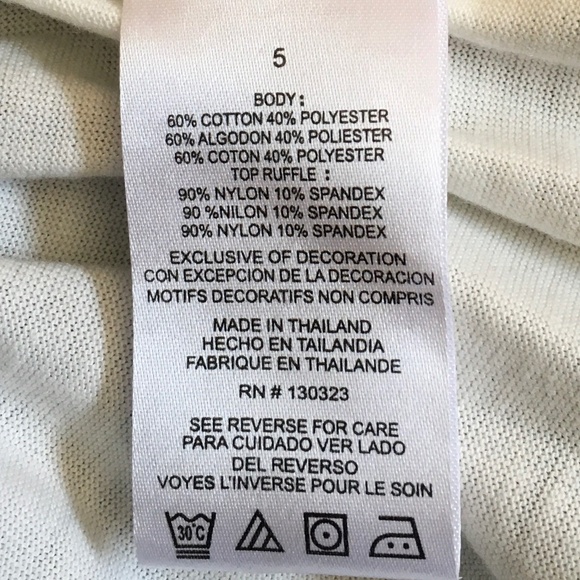 5
BODY :
60% COTTON 40% POLYESTER
60% ALGODON 40% POLIESTER
60% COTON 40% POLYESTER
TOP RUFFLE :
90% NYLON 10% SPANDEX
90 %NILON 10% SPANDEX
90% NYLON 10% SPANDEX
EXCLUSIVE OF DECORATION
CON EXCEPCION DE LA DECORACION
MOTIFS DECORATIFS NON COMPRIS
MADE IN THAILAND
HECHO EN TAILANDIA
FABRIQUE EN THAILANDE
RN # 130323
SEE REVERSE FOR CARE
PARA CUIDADO VER LADO
DEL REVERSO
VOYES L'INVERSE POUR LE SOIN
30°C